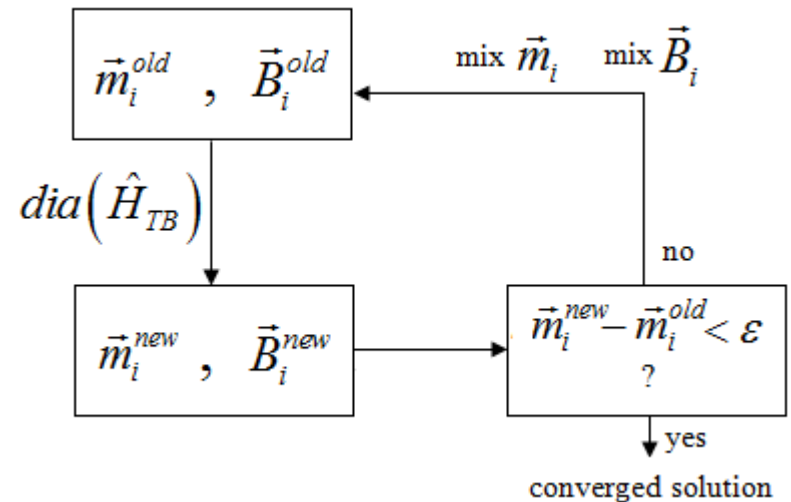 m⃗ᵢᵒˡᵈ , B⃗ᵢᵒˡᵈ
mix m⃗ᵢ mix B⃗ᵢ
dia(Ĥ_TB)
no
m⃗ᵢⁿᵉʷ , B⃗ᵢⁿᵉʷ
m⃗ᵢⁿᵉʷ − m⃗ᵢᵒˡᵈ < ε
?
yes
converged solution